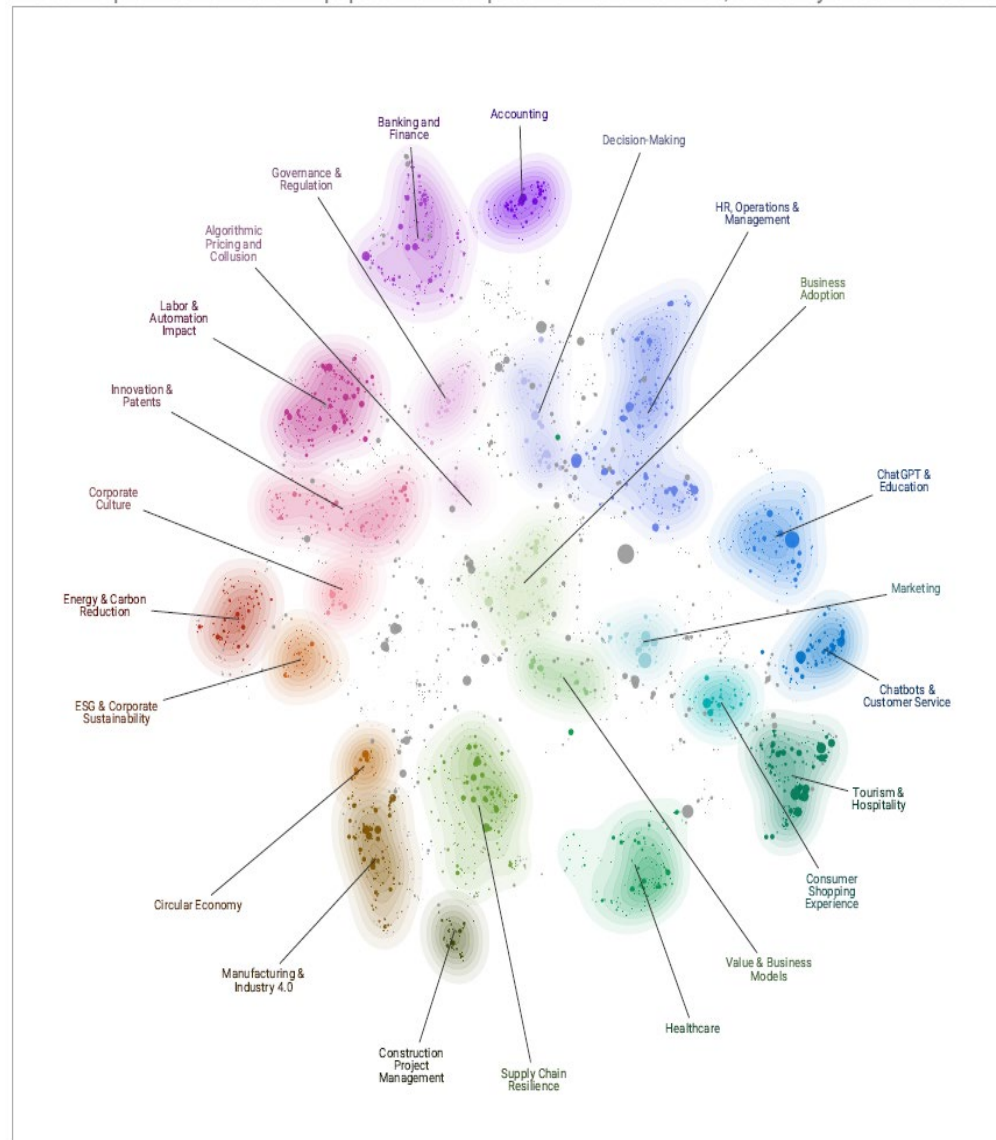 Accounting
Banking and
Finance
Decision-Making
Governance &
Regulation
HR, Operations &
Management
Algorithmic
Pricing and
Collusion
Business
Adoption
Labor &
Automation
Impact
Innovation &
Patents
ChatGPT &
Education
Corporate
Culture
Marketing
Energy & Carbon
Reduction
Chatbots &
Customer Service
ESG & Corporate
Sustainability
Tourism &
Hospitality
Consumer
Shopping
Experience
Circular Economy
Value & Business
Models
Manufacturing &
Industry 4.0
Healthcare
Construction
Project
Management
Supply Chain
Resilience